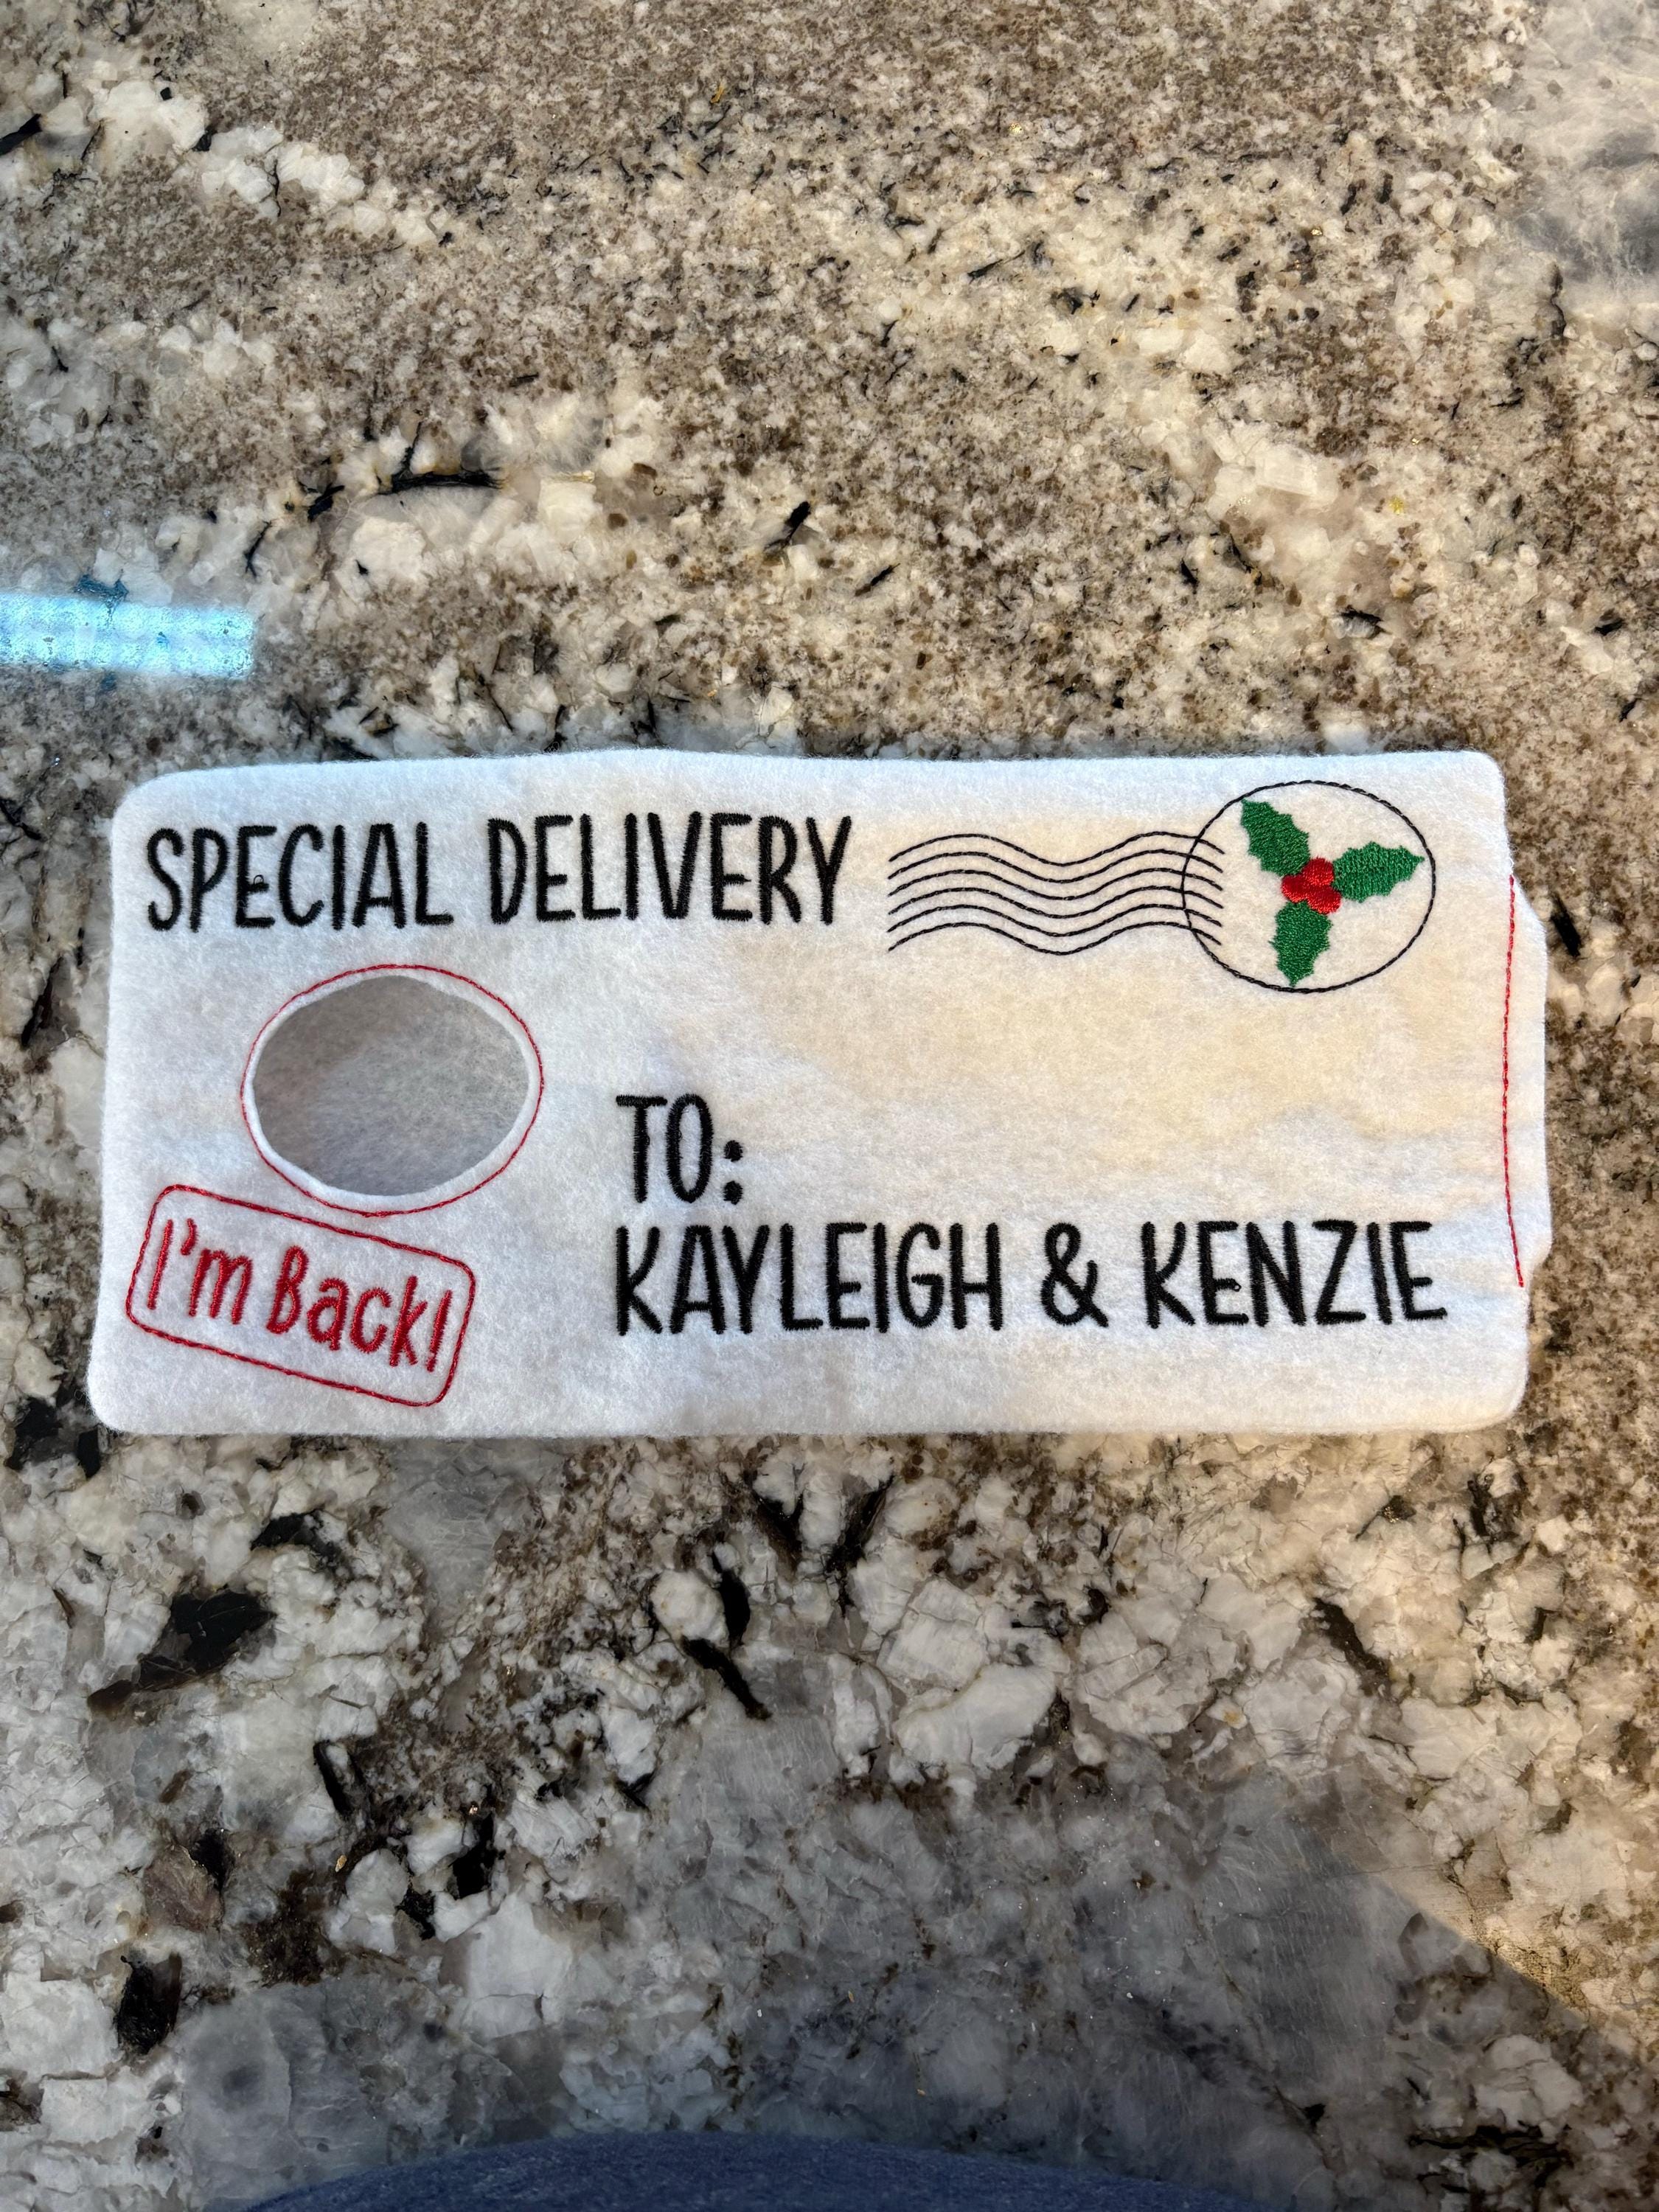 SPECIAL DELIVERY
TO:
KAYLEIGH & KENZIE
I'm Back!